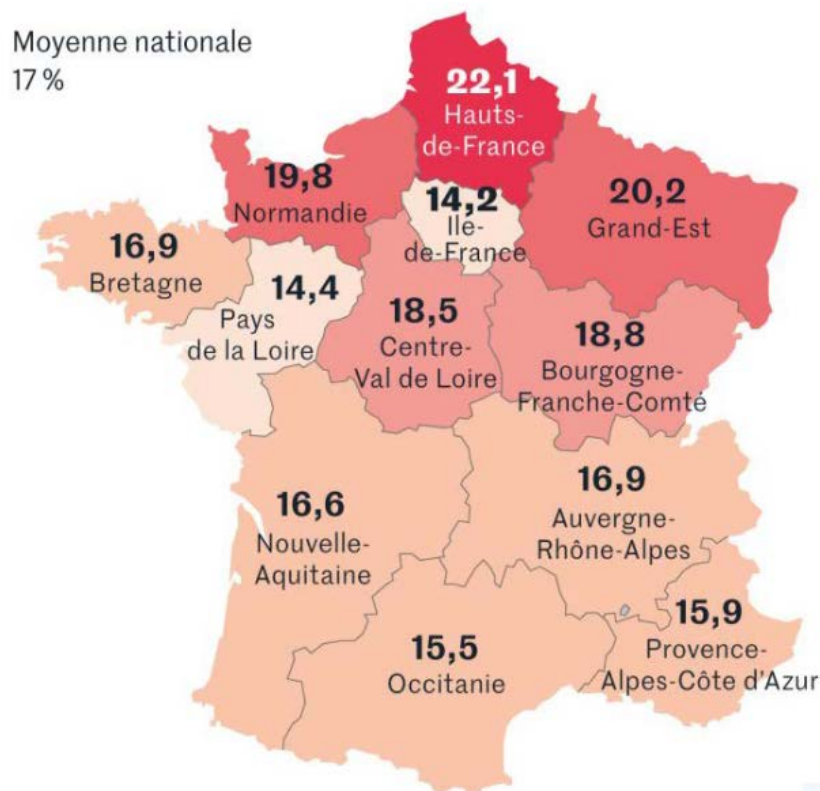 Moyenne nationale
17 %
22,1
Hauts-
de-France
19,8
Normandie
14,2
Ile-
de-France
20,2
Grand-Est
16,9
Bretagne
14,4
Pays
de la Loire
18,5
Centre-
Val de Loire
18,8
Bourgogne-
Franche-Comté
16,6
Nouvelle-
Aquitaine
16,9
Auvergne-
Rhône-Alpes
15,5
Occitanie
15,9
Provence-
Alpes-Côte d'Azur